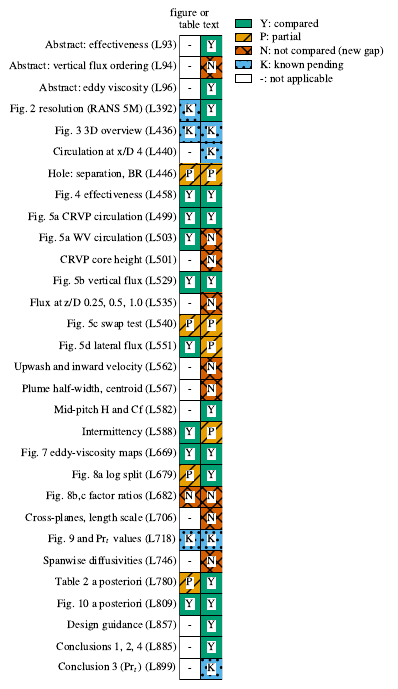 figure or
table text
Y: compared
P: partial
N: not compared (new gap)
K: known pending
-: not applicable
Abstract: effectiveness (L93) - Y
Abstract: vertical flux ordering (L94) - N
Abstract: eddy viscosity (L96) - Y
Fig. 2 resolution (RANS 5M) (L392) K Y
Fig. 3 3D overview (L436) K K
Circulation at x/D 4 (L440) - K
Hole: separation, BR (L446) P P
Fig. 4 effectiveness (L458) Y Y
Fig. 5a CRVP circulation (L499) Y Y
Fig. 5a WV circulation (L503) Y N
CRVP core height (L501) - N
Fig. 5b vertical flux (L529) Y Y
Flux at z/D 0.25, 0.5, 1.0 (L535) - N
Fig. 5c swap test (L540) P P
Fig. 5d lateral flux (L551) Y P
Upwash and inward velocity (L562) - N
Plume half-width, centroid (L567) - N
Mid-pitch H and Cf (L582) - Y
Intermittency (L588) Y P
Fig. 7 eddy-viscosity maps (L669) Y Y
Fig. 8a log split (L679) P Y
Fig. 8b,c factor ratios (L682) N N
Cross-planes, length scale (L706) - N
Fig. 9 and Prₜ values (L718) K K
Spanwise diffusivities (L746) - N
Table 2 a posteriori (L780) P Y
Fig. 10 a posteriori (L809) Y Y
Design guidance (L857) - Y
Conclusions 1, 2, 4 (L885) - Y
Conclusion 3 (Prₜ) (L899) - K